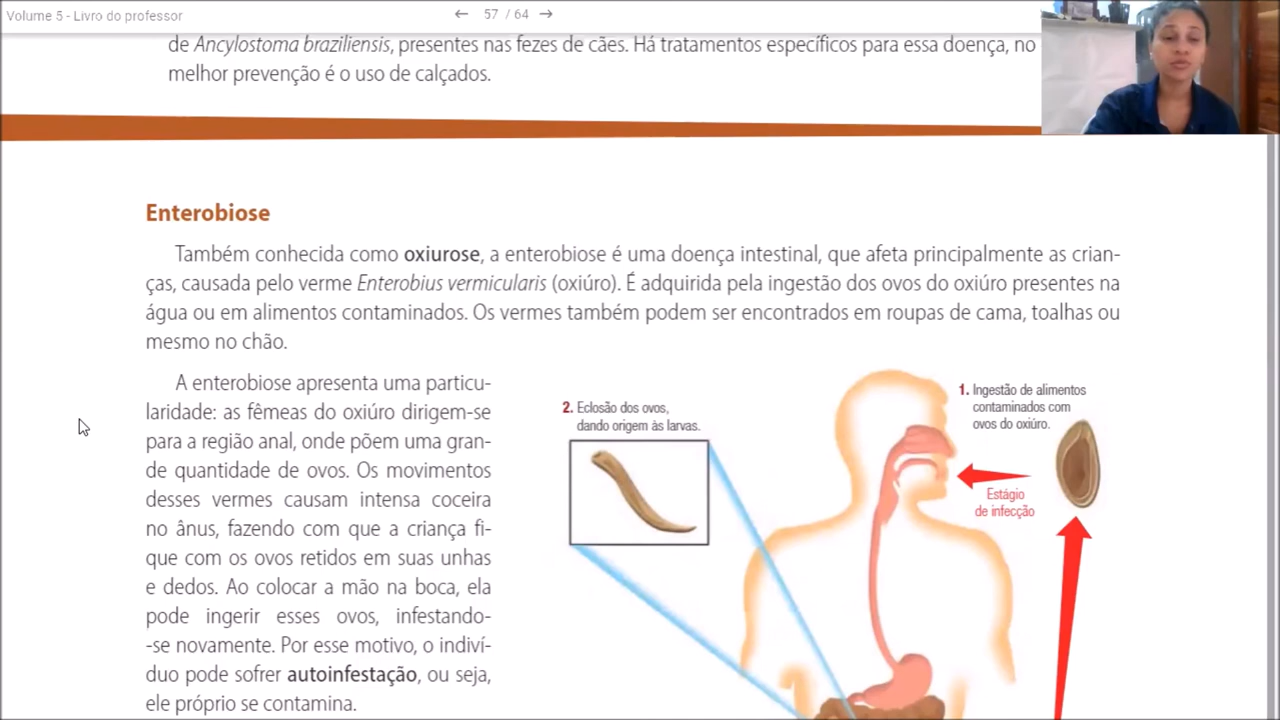 Volume 5 - Livro do professor
← 57 / 64 →
de Ancylostoma braziliensis, presentes nas fezes de cães. Há tratamentos específicos para essa doença, no
melhor prevenção é o uso de calçados.
Enterobiose
Também conhecida como oxiurose, a enterobiose é uma doença intestinal, que afeta principalmente as crian-
ças, causada pelo verme Enterobius vermicularis (oxiúro). É adquirida pela ingestão dos ovos do oxiúro presentes na
água ou em alimentos contaminados. Os vermes também podem ser encontrados em roupas de cama, toalhas ou
mesmo no chão.
A enterobiose apresenta uma particu-
laridade: as fêmeas do oxiúro dirigem-se
para a região anal, onde põem uma gran-
de quantidade de ovos. Os movimentos
desses vermes causam intensa coceira
no ânus, fazendo com que a criança fi-
que com os ovos retidos em suas unhas
e dedos. Ao colocar a mão na boca, ela
pode ingerir esses ovos, infestando-
-se novamente. Por esse motivo, o indiví-
duo pode sofrer autoinfestação, ou seja,
ele próprio se contamina.
2. Eclosão dos ovos,
dando origem às larvas.
1. Ingestão de alimentos
contaminados com
ovos do oxiúro.
Estágio
de infecção